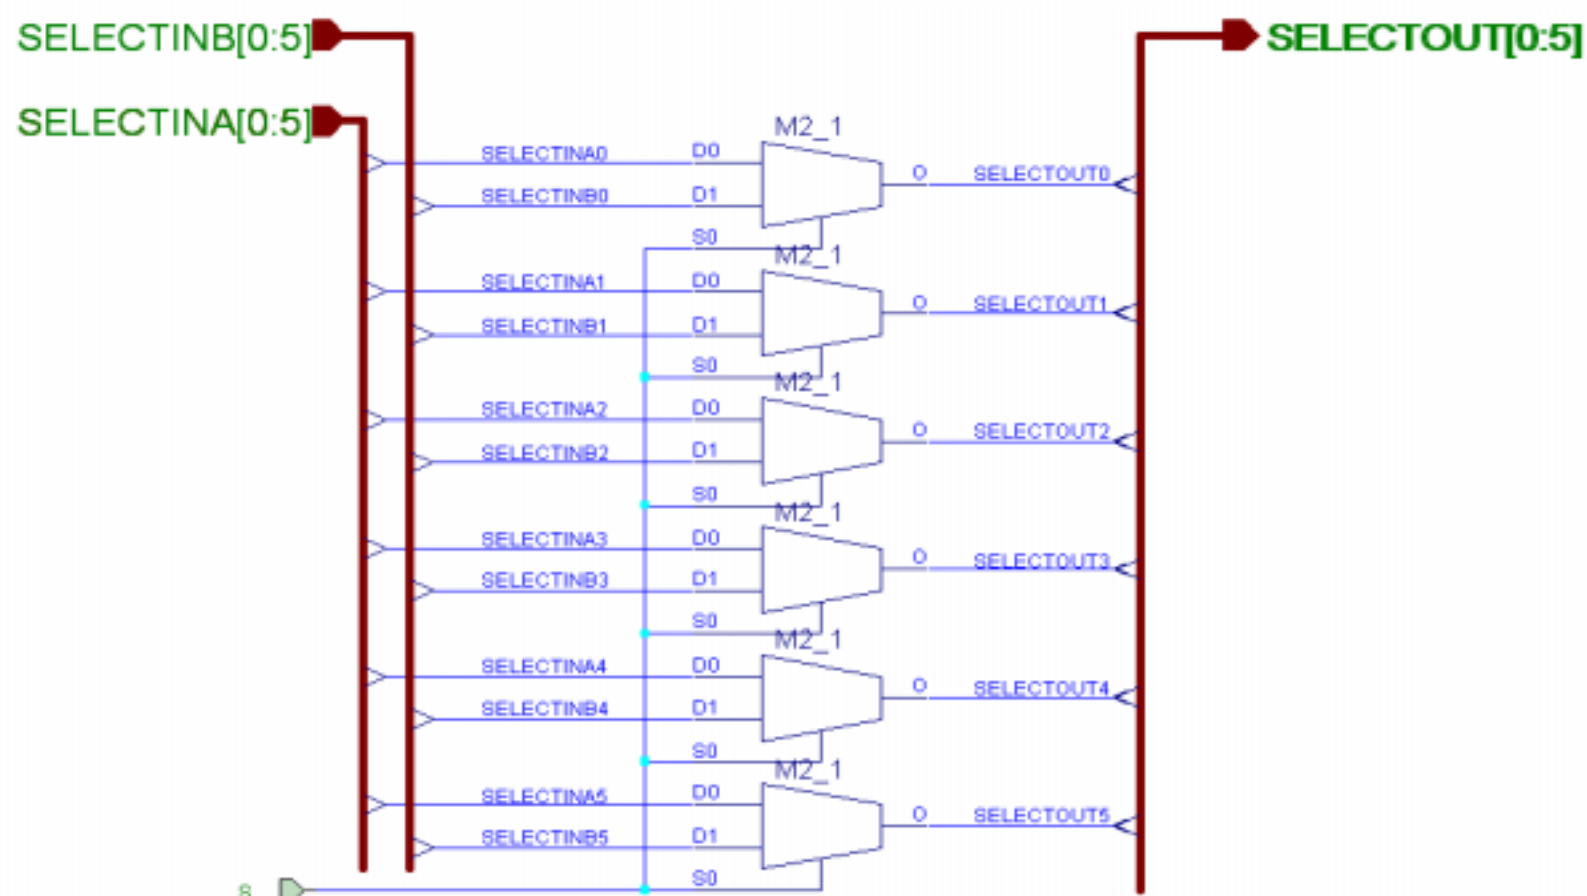 SELECTINB[0:5]
SELECTOUT[0:5]
SELECTINA[0:5]
M2_1
SELECTINA0 D0
O SELECTOUT0
SELECTINB0 D1
S0
M2_1
SELECTINA1 D0
O SELECTOUT1
SELECTINB1 D1
S0
M2_1
SELECTINA2 D0
O SELECTOUT2
SELECTINB2 D1
S0
M2_1
SELECTINA3 D0
O SELECTOUT3
SELECTINB3 D1
S0
M2_1
SELECTINA4 D0
O SELECTOUT4
SELECTINB4 D1
S0
M2_1
SELECTINA5 D0
O SELECTOUT5
SELECTINB5 D1
S0
S